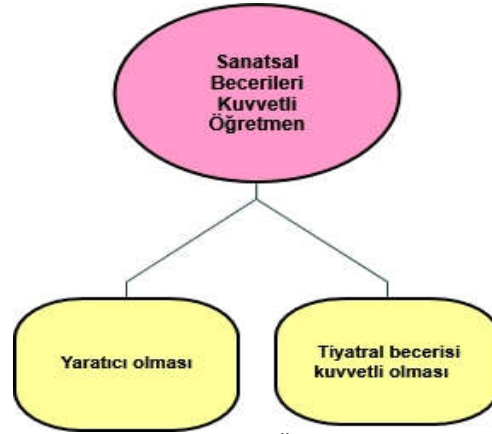 Sanatsal
Becerileri
Kuvvetli
Öğretmen
Yaratıcı olması
Tiyatral becerisi
kuvvetli olması